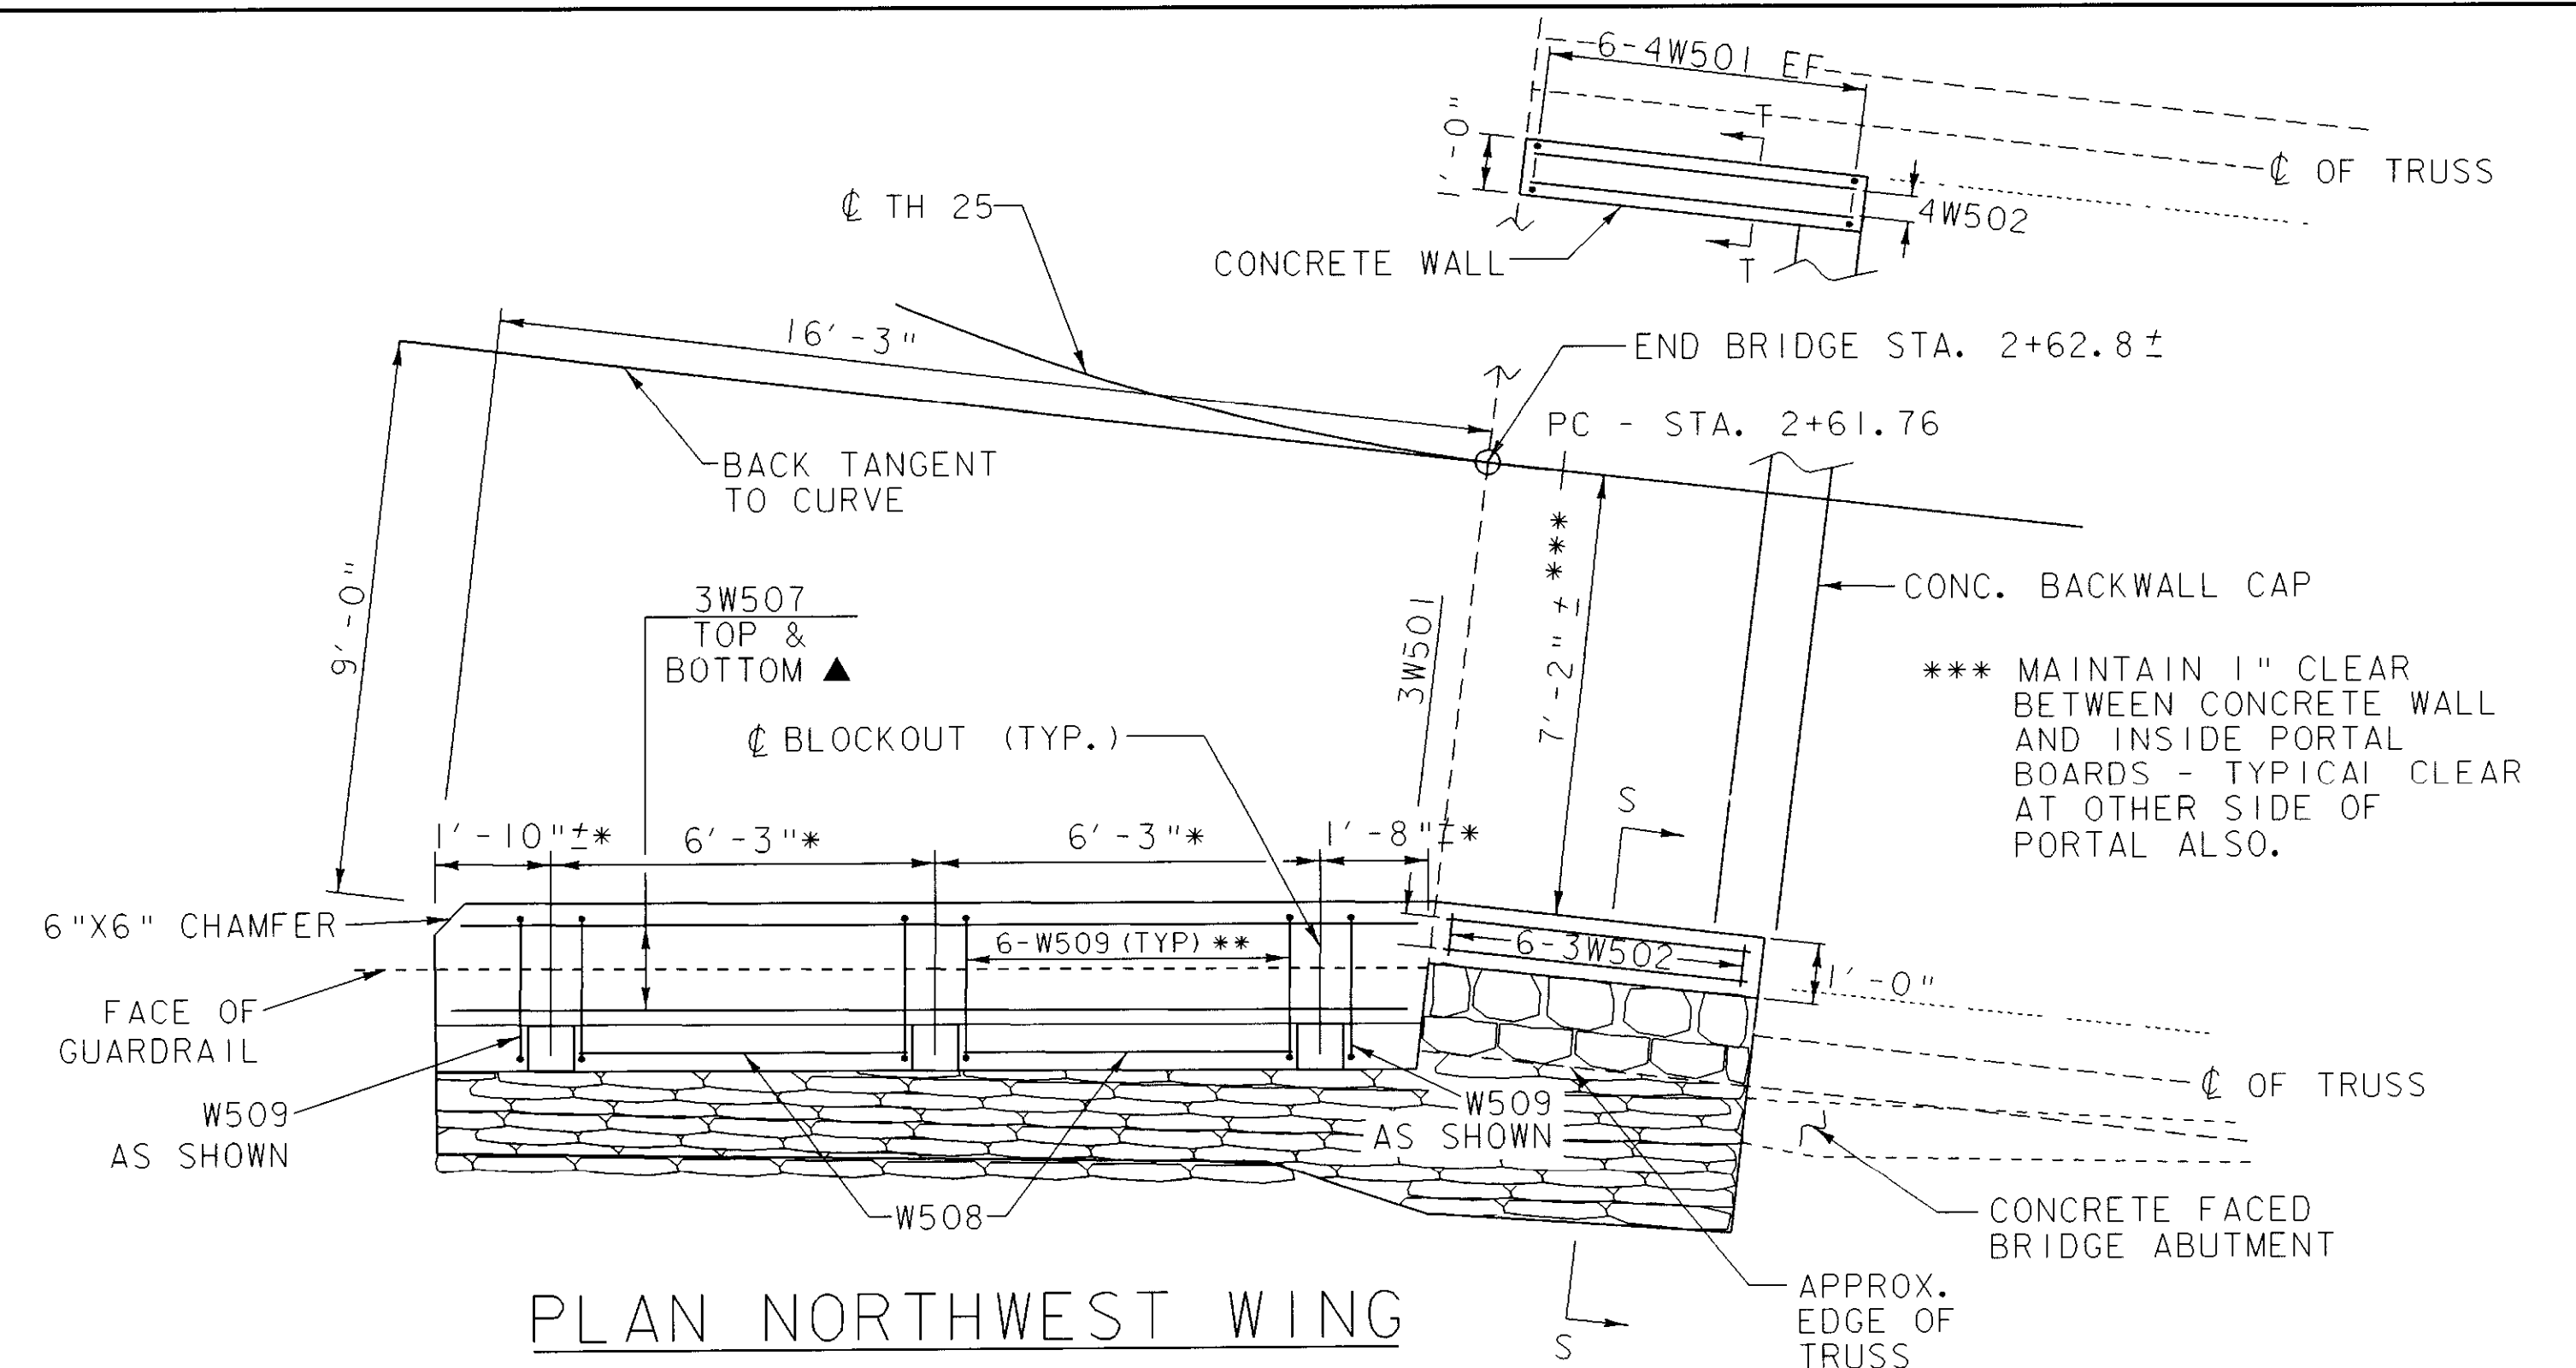 6-4W501 EF
T
1'-0"
℄ OF TRUSS
4W502
℄ TH 25
CONCRETE WALL
T
16'-3"
END BRIDGE STA. 2+62.8±
PC - STA. 2+61.76
BACK TANGENT
TO CURVE
9'-0"
3W507
TOP &
BOTTOM ▲
3W501
7'-2" ± ***
CONC. BACKWALL CAP
*** MAINTAIN 1" CLEAR
BETWEEN CONCRETE WALL
AND INSIDE PORTAL
BOARDS - TYPICAl CLEAR
AT OTHER SIDE OF
PORTAL ALSO.
℄ BLOCKOUT (TYP.)
S
1'-10"±*
6'-3"*
6'-3"*
1'-8"±*
6"X6" CHAMFER
6-W509 (TYP) **
6-3W502
1'-0"
FACE OF
GUARDRAIL
℄ OF TRUSS
W509
AS SHOWN
W509
AS SHOWN
W508
CONCRETE FACED
BRIDGE ABUTMENT
APPROX.
EDGE OF
TRUSS
S
PLAN NORTHWEST WING